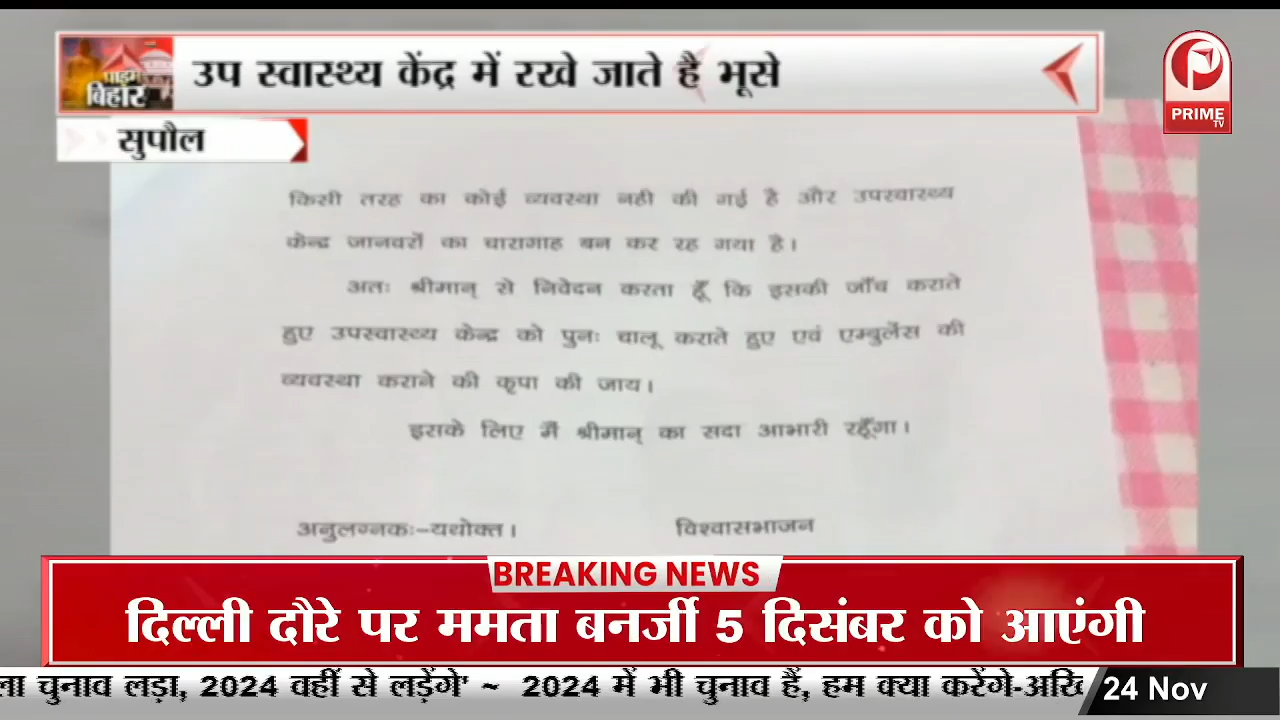 प्राइम
बिहार
उप स्वास्थ्य केंद्र में रखे जाते है भूसे
PRIME
TV
सुपौल
किसी तरह का कोई व्यवस्था नही की गई है और उपस्वास्थ्य
केन्द्र जानवरों का चारागाह बन कर रह गया है।
अतः श्रीमान् से निवेदन करता हूँ कि इसकी जाँच कराते
हुए उपस्वास्थ्य केन्द्र को पुनः चालू कराते हुए एवं एम्बुलेंस की
व्यवस्था कराने की कृपा की जाय।
इसके लिए मैं श्रीमान् का सदा आभारी रहूँगा।
अनुलग्नकः–यथोक्त। विश्वासभाजन
BREAKING NEWS
दिल्ली दौरे पर ममता बनर्जी 5 दिसंबर को आएंगी
ला चुनाव लड़ा, 2024 वहीं से लड़ेंगे' ~ 2024 में भी चुनाव हैं, हम क्या करेंगे-अखि
24 Nov